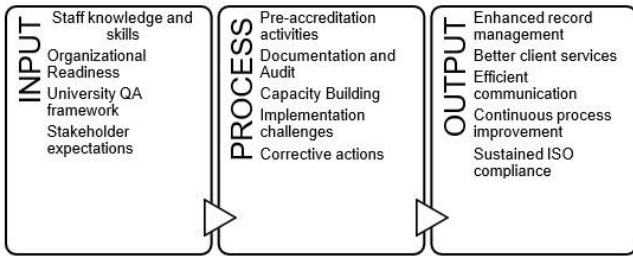 INPUT
Staff knowledge and
skills
Organizational
Readiness
University QA
framework
Stakeholder
expectations
PROCESS
Pre-accreditation
activities
Documentation and
Audit
Capacity Building
Implementation
challenges
Corrective actions
OUTPUT
Enhanced record
management
Better client services
Efficient
communication
Continuous process
improvement
Sustained ISO
compliance